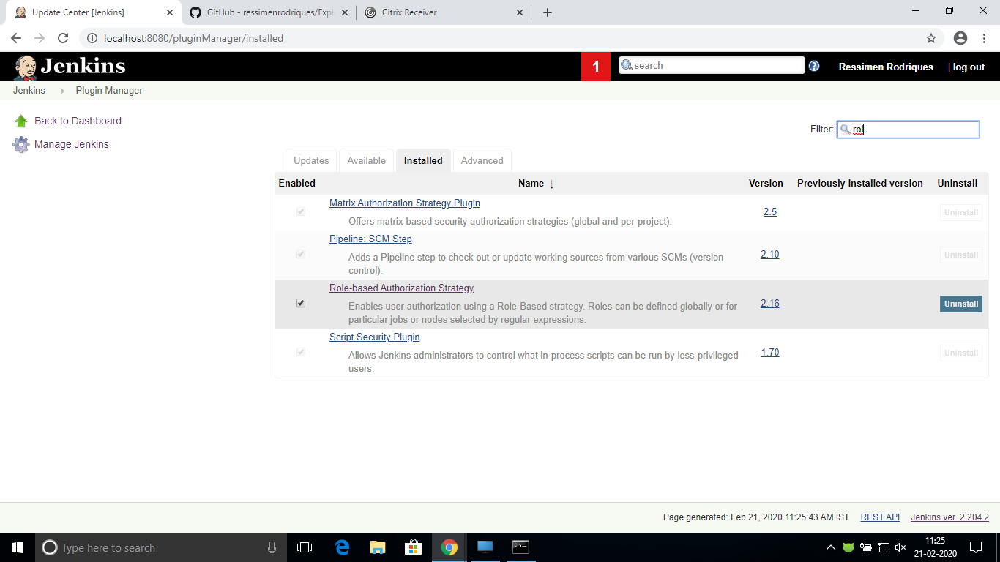 Update Center [Jenkins]
GitHub - ressimenrodriques/Expl
Citrix Receiver
localhost:8080/pluginManager/installed
Jenkins
1
search
Ressimen Rodriques
| log out
Jenkins
Plugin Manager
Back to Dashboard
Manage Jenkins
Filter:
rol
Updates
Available
Installed
Advanced
Enabled
Name ↓
Version
Previously installed version
Uninstall
Matrix Authorization Strategy Plugin
Offers matrix-based security authorization strategies (global and per-project).
2.5
Uninstall
Pipeline: SCM Step
Adds a Pipeline step to check out or update working sources from various SCMs (version
control).
2.10
Uninstall
Role-based Authorization Strategy
Enables user authorization using a Role-Based strategy. Roles can be defined globally or for
particular jobs or nodes selected by regular expressions.
2.16
Uninstall
Script Security Plugin
Allows Jenkins administrators to control what in-process scripts can be run by less-privileged
users.
1.70
Uninstall
Page generated: Feb 21, 2020 11:25:43 AM IST
REST API
Jenkins ver. 2.204.2
Type here to search
11:25
21-02-2020